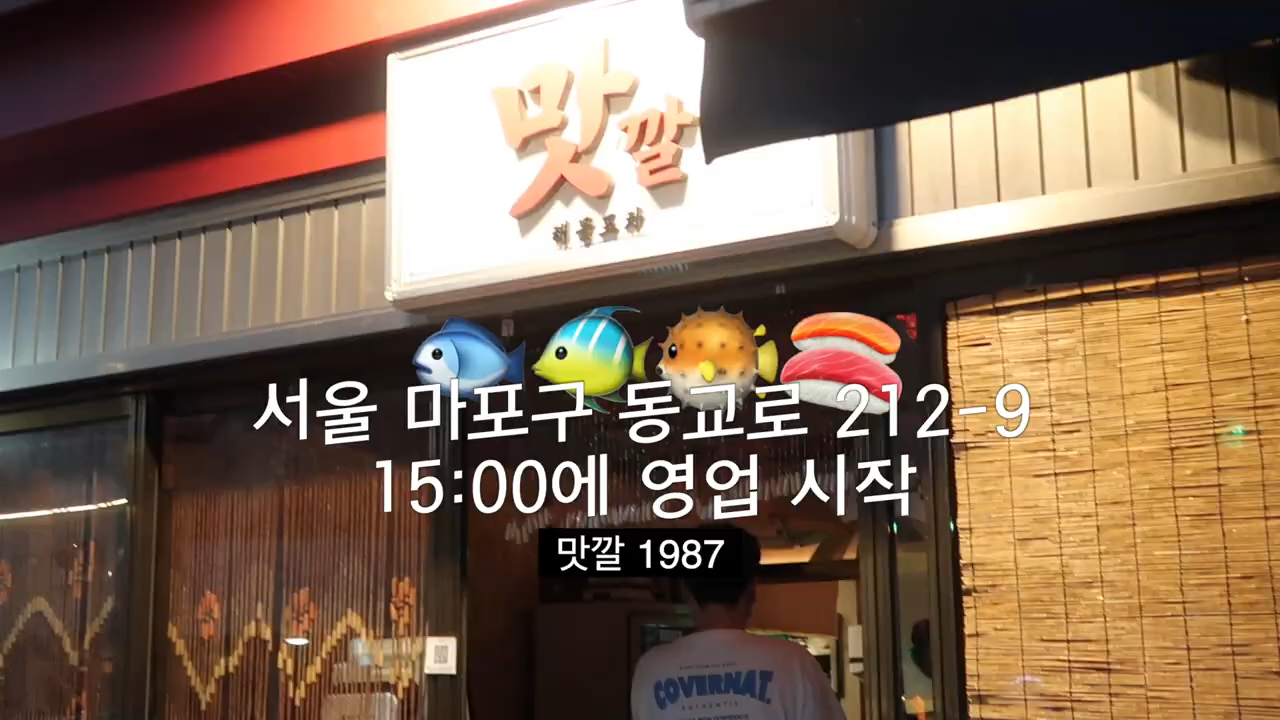 맛깔
해물포차
서울 마포구 동교로 212-9
15:00에 영업 시작
맛깔 1987
COVERNAT.
AUTHENTIC